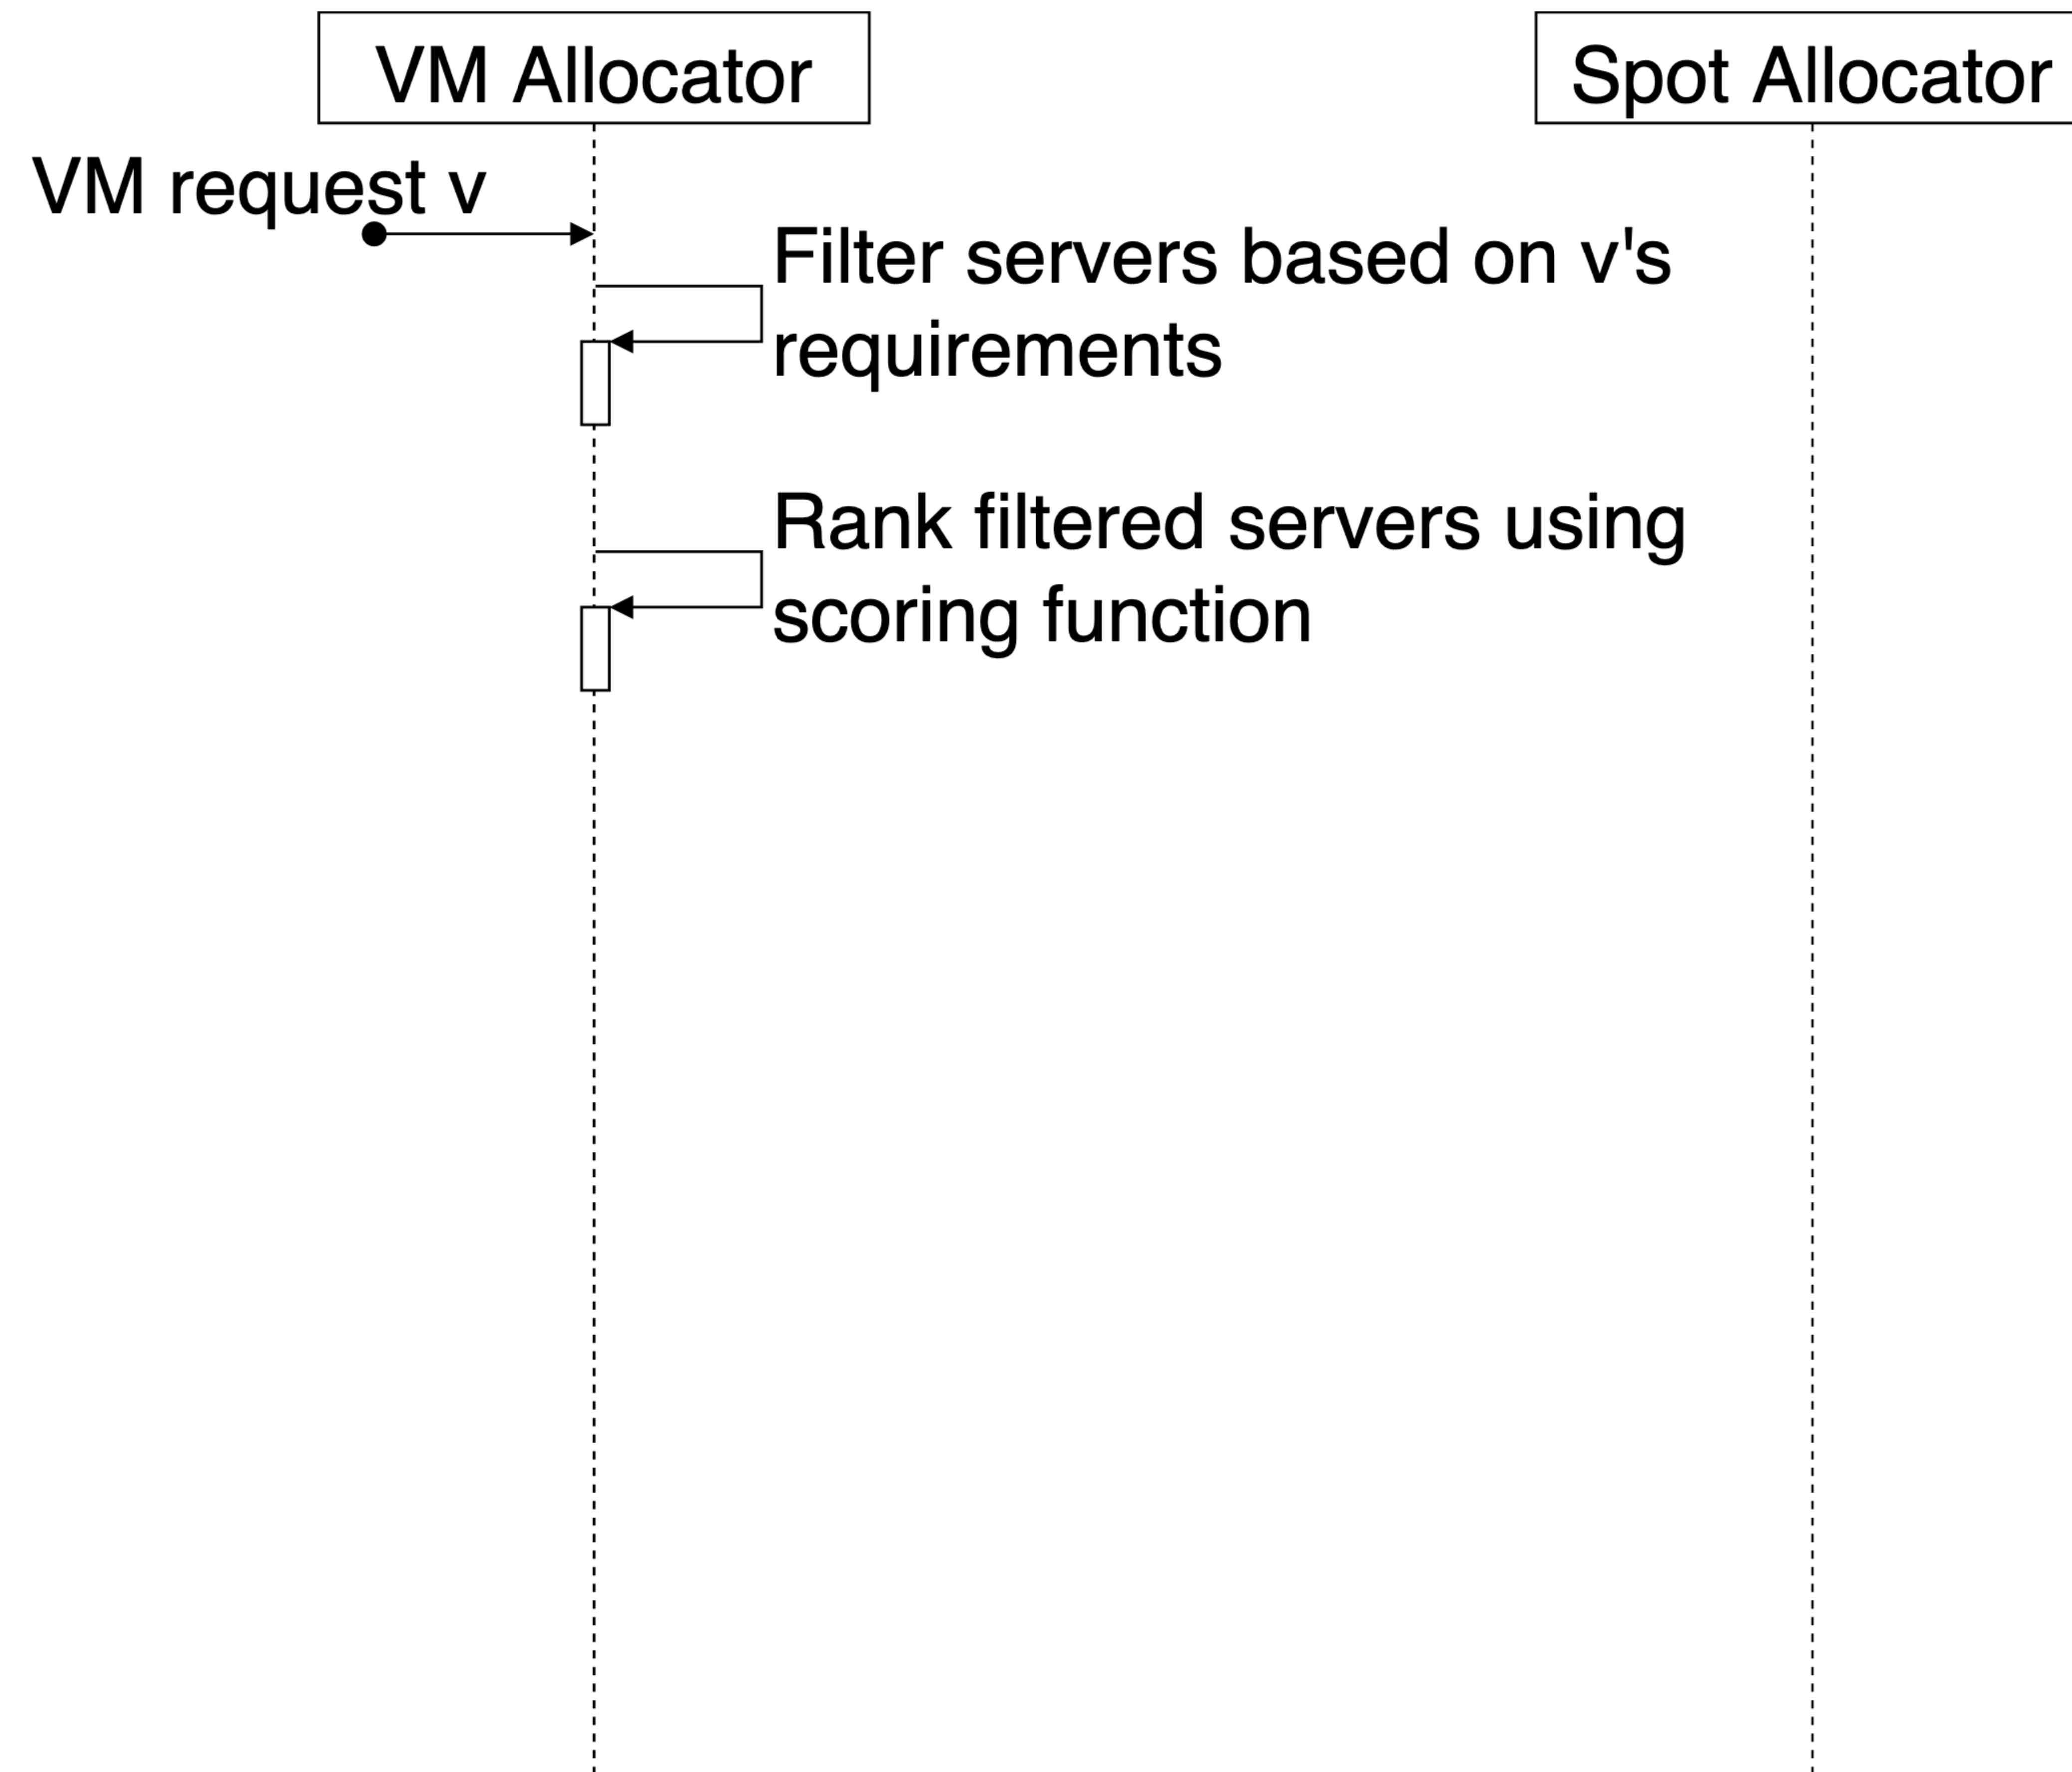 VM Allocator
Spot Allocator
VM request v
Filter servers based on v's
requirements
Rank filtered servers using
scoring function